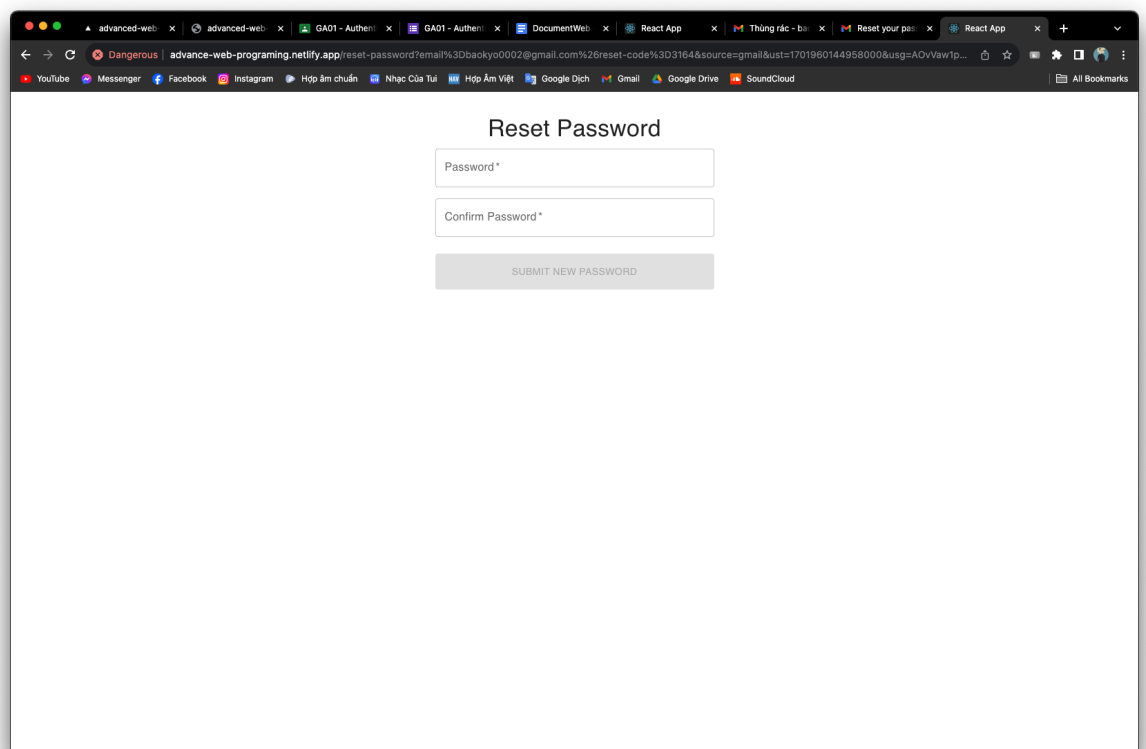 advanced-web- advanced-web- GA01 - Authent GA01 - Authent DocumentWeb React App Thùng rác - ba Reset your pas React App
Dangerous advance-web-programing.netlify.app/reset-password?email%3Dbaokyo0002@gmail.com%26reset-code%3D3164&source=gmail&ust=1701960144958000&usg=AOvVaw1p...
YouTube Messenger Facebook Instagram Hợp âm chuẩn Nhạc Của Tui HAV Hợp Âm Việt Google Dịch Gmail Google Drive SoundCloud All Bookmarks
Reset Password
Password *
Confirm Password *
SUBMIT NEW PASSWORD